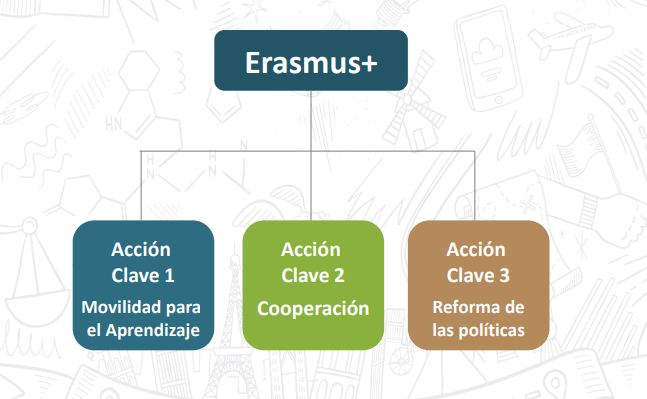 Erasmus+
Acción
Clave 1
Movilidad para
el Aprendizaje
Acción
Clave 2
Cooperación
Acción
Clave 3
Reforma de
las políticas
HN
H
N
H
N
N